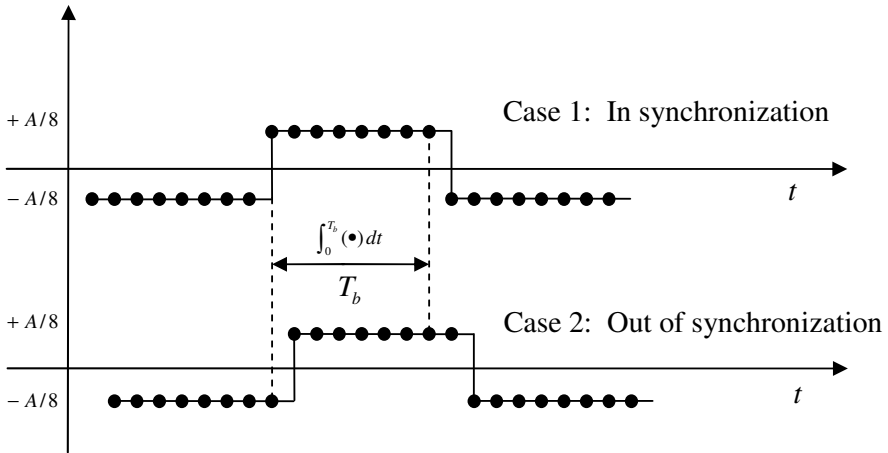 + A/8
Case 1: In synchronization
− A/8
t
∫₀^{T_b} (•) dt
T_b
+ A/8
Case 2: Out of synchronization
− A/8
t